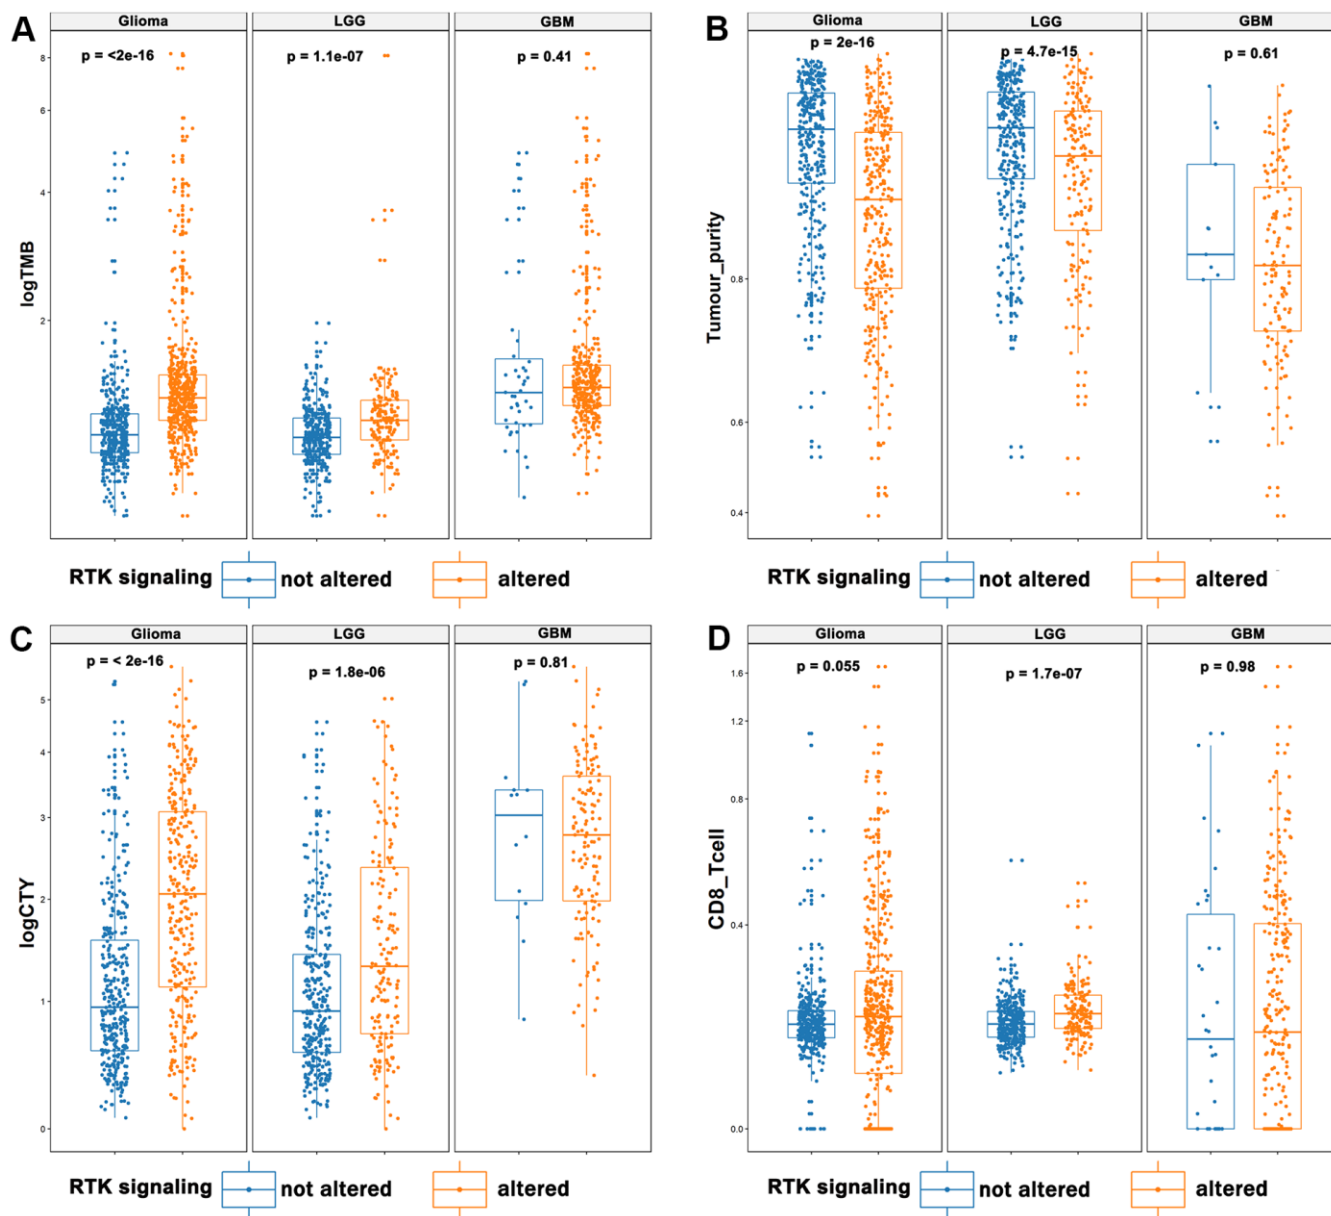 A
Glioma LGG GBM
p = <2e-16 p = 1.1e-07 p = 0.41
logTMB
8
6
4
2
RTK signaling not altered altered
B
Glioma LGG GBM
p = 2e-16 p = 4.7e-15 p = 0.61
Tumour_purity
0.8
0.6
0.4
RTK signaling not altered altered
C
Glioma LGG GBM
p = < 2e-16 p = 1.8e-06 p = 0.81
logCTY
5
4
3
2
1
0
RTK signaling not altered altered
D
Glioma LGG GBM
p = 0.055 p = 1.7e-07 p = 0.98
CD8_Tcell
1.6
1.2
0.8
0.4
0.0
RTK signaling not altered altered